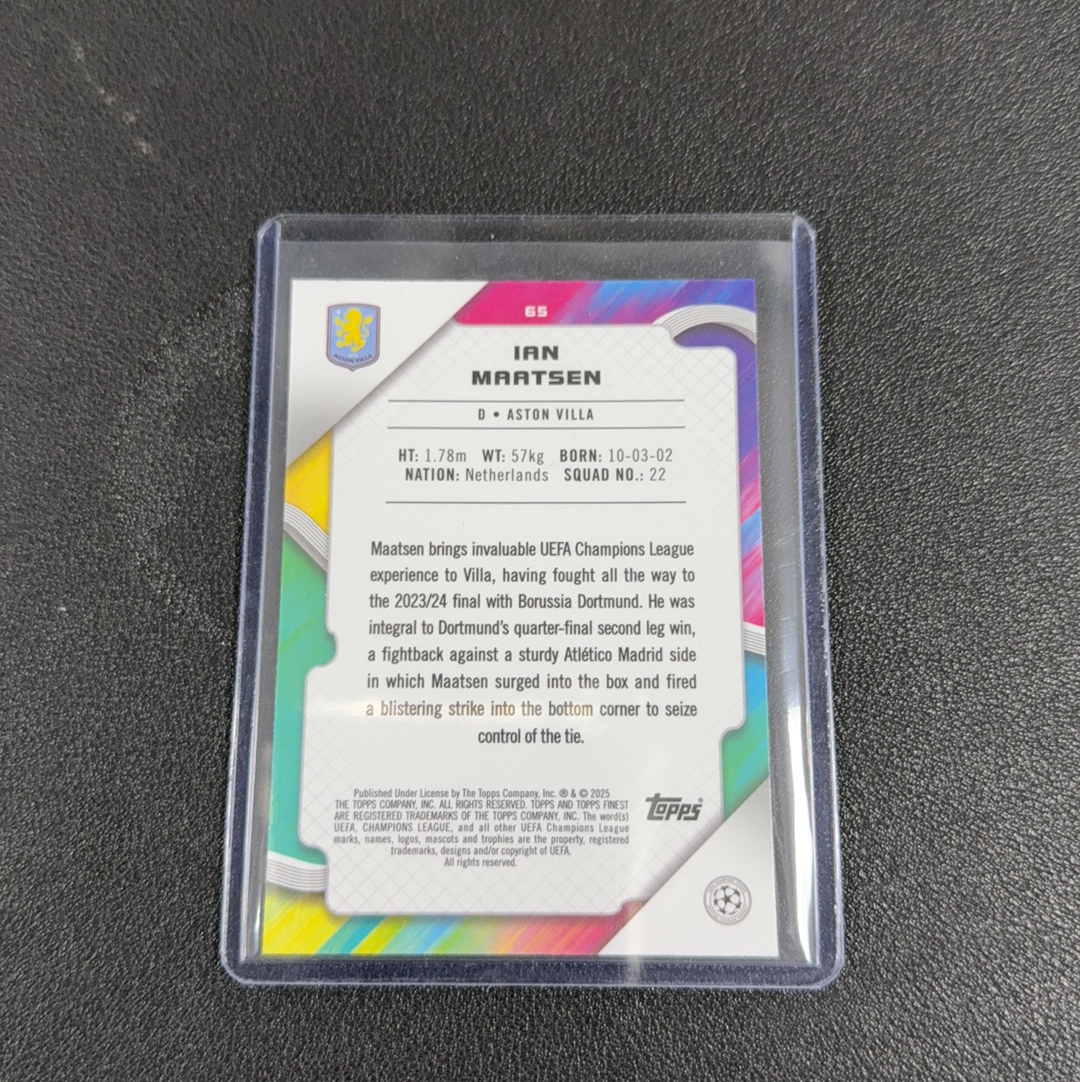 65
IAN
MAATSEN
D • ASTON VILLA
HT: 1.78m WT: 57kg BORN: 10-03-02
NATION: Netherlands SQUAD NO.: 22
Maatsen brings invaluable UEFA Champions League
experience to Villa, having fought all the way to
the 2023/24 final with Borussia Dortmund. He was
integral to Dortmund's quarter-final second leg win,
a fightback against a sturdy Atlético Madrid side
in which Maatsen surged into the box and fired
a blistering strike into the bottom corner to seize
control of the tie.
Published Under License by The Topps Company, Inc. ® & © 2025
THE TOPPS COMPANY, INC. ALL RIGHTS RESERVED. TOPPS AND TOPPS FINEST
ARE REGISTERED TRADEMARKS OF THE TOPPS COMPANY, INC. The word(s)
UEFA, CHAMPIONS LEAGUE, and all other UEFA Champions League
marks, names, logos, mascots and trophies are the property, registered
trademarks, designs and/or copyright of UEFA.
All rights reserved.
topps®
ASTON VILLA